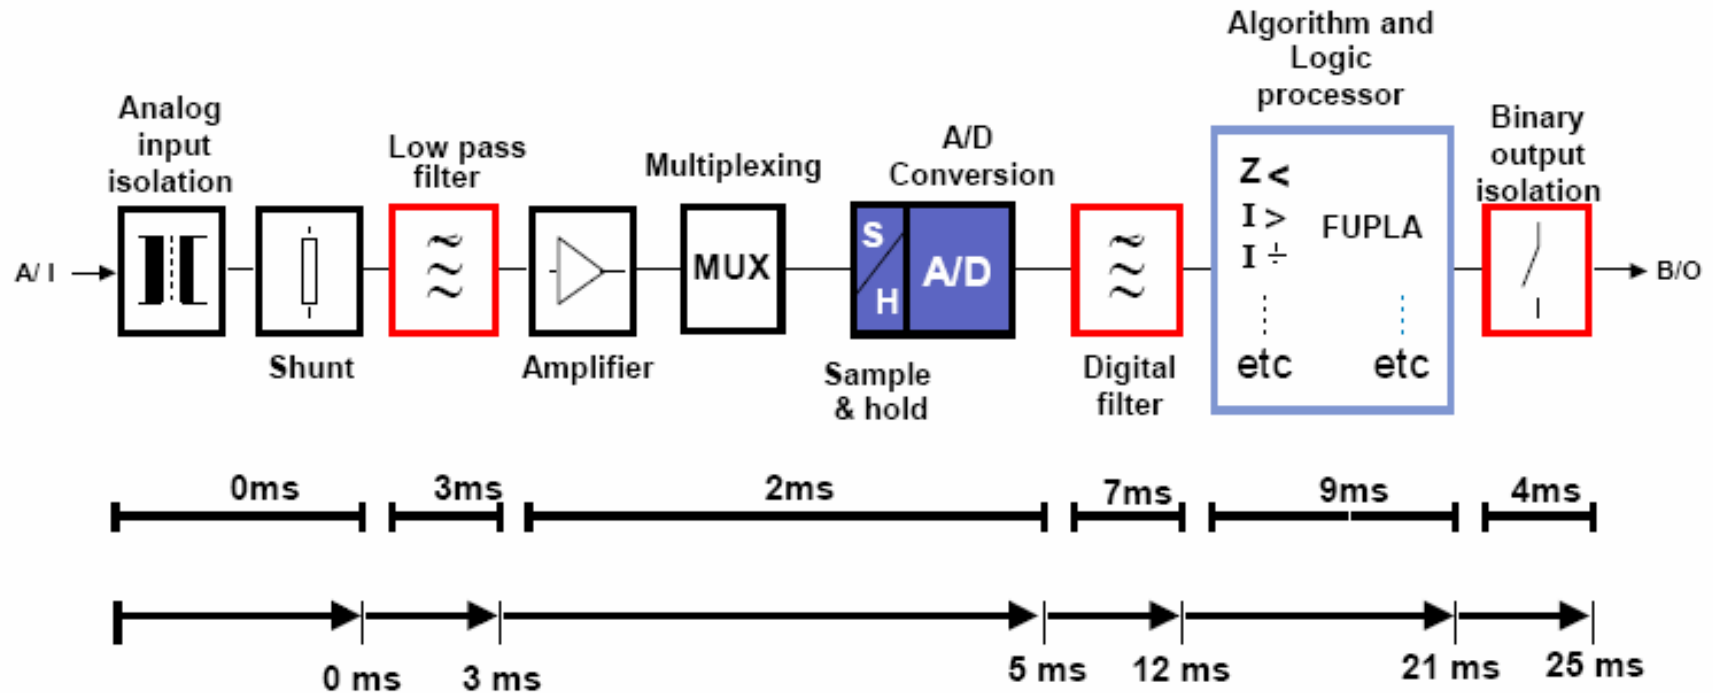 Algorithm and
Logic
processor
Analog
input
isolation
Low pass
filter
Multiplexing
A/D
Conversion
Binary
output
isolation
A/ I
MUX
S
H
A/D
Z <
I >
I ÷
FUPLA
etc
etc
B/O
Shunt
Amplifier
Sample
& hold
Digital
filter
0ms
3ms
2ms
7ms
9ms
4ms
0 ms
3 ms
5 ms
12 ms
21 ms
25 ms